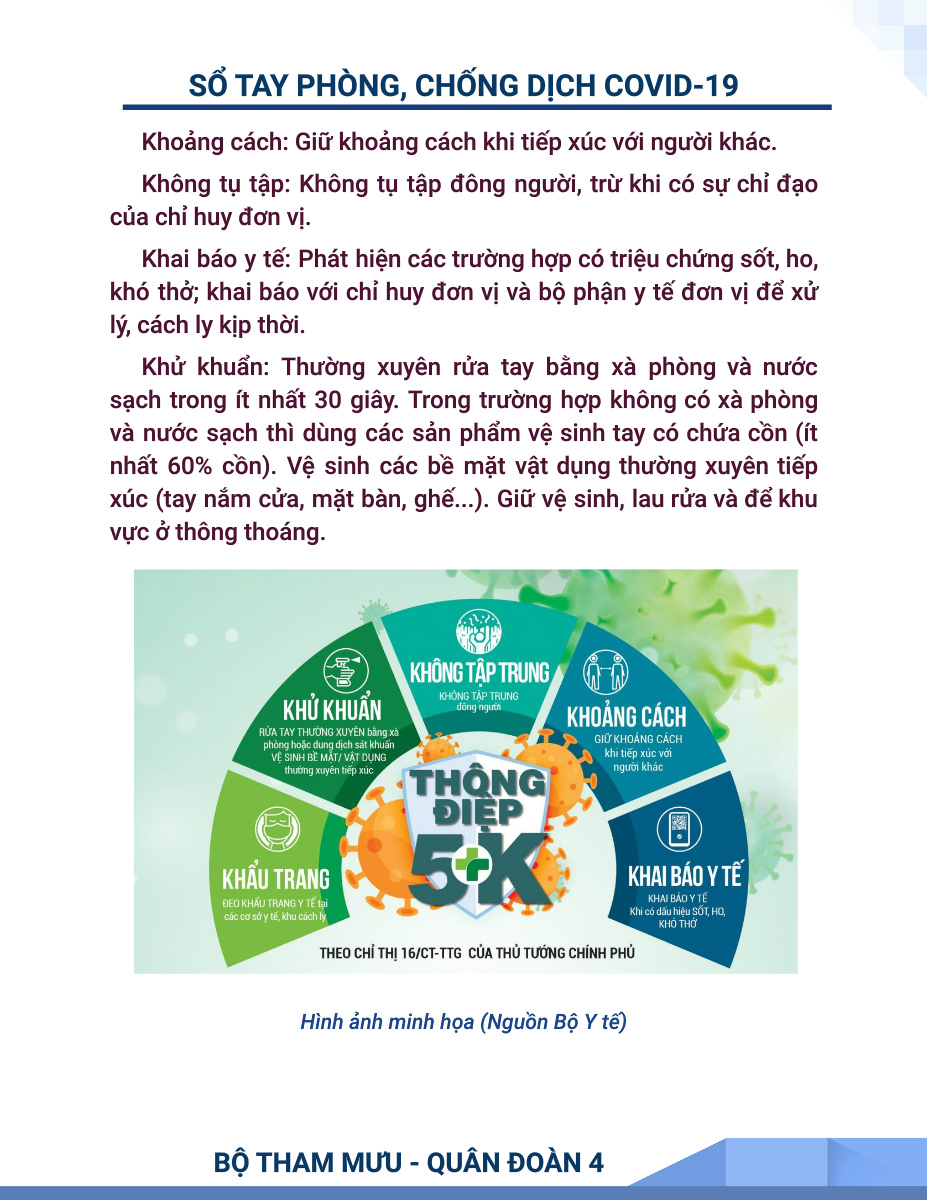 SỔ TAY PHÒNG, CHỐNG DỊCH COVID-19
Khoảng cách: Giữ khoảng cách khi tiếp xúc với người khác.
Không tụ tập: Không tụ tập đông người, trừ khi có sự chỉ đạo
của chỉ huy đơn vị.
Khai báo y tế: Phát hiện các trường hợp có triệu chứng sốt, ho,
khó thở; khai báo với chỉ huy đơn vị và bộ phận y tế đơn vị để xử
lý, cách ly kịp thời.
Khử khuẩn: Thường xuyên rửa tay bằng xà phòng và nước
sạch trong ít nhất 30 giây. Trong trường hợp không có xà phòng
và nước sạch thì dùng các sản phẩm vệ sinh tay có chứa cồn (ít
nhất 60% cồn). Vệ sinh các bề mặt vật dụng thường xuyên tiếp
xúc (tay nắm cửa, mặt bàn, ghế...). Giữ vệ sinh, lau rửa và để khu
vực ở thông thoáng.
KHẨU TRANG
ĐEO KHẨU TRANG Y TẾ tại
các cơ sở y tế, khu cách ly
KHỬ KHUẨN
RỬA TAY THƯỜNG XUYÊN bằng xà
phòng hoặc dung dịch sát khuẩn
VỆ SINH BỀ MẶT/ VẬT DỤNG
thường xuyên tiếp xúc
KHÔNG TẬP TRUNG
KHÔNG TẬP TRUNG
đông người
KHOẢNG CÁCH
GIỮ KHOẢNG CÁCH
khi tiếp xúc với
người khác
KHAI BÁO Y TẾ
KHAI BÁO Y TẾ
Khi có dấu hiệu SỐT, HO,
KHÓ THỞ
THÔNG
ĐIỆP
5K
THEO CHỈ THỊ 16/CT-TTG CỦA THỦ TƯỚNG CHÍNH PHỦ
Hình ảnh minh họa (Nguồn Bộ Y tế)
BỘ THAM MƯU - QUÂN ĐOÀN 4